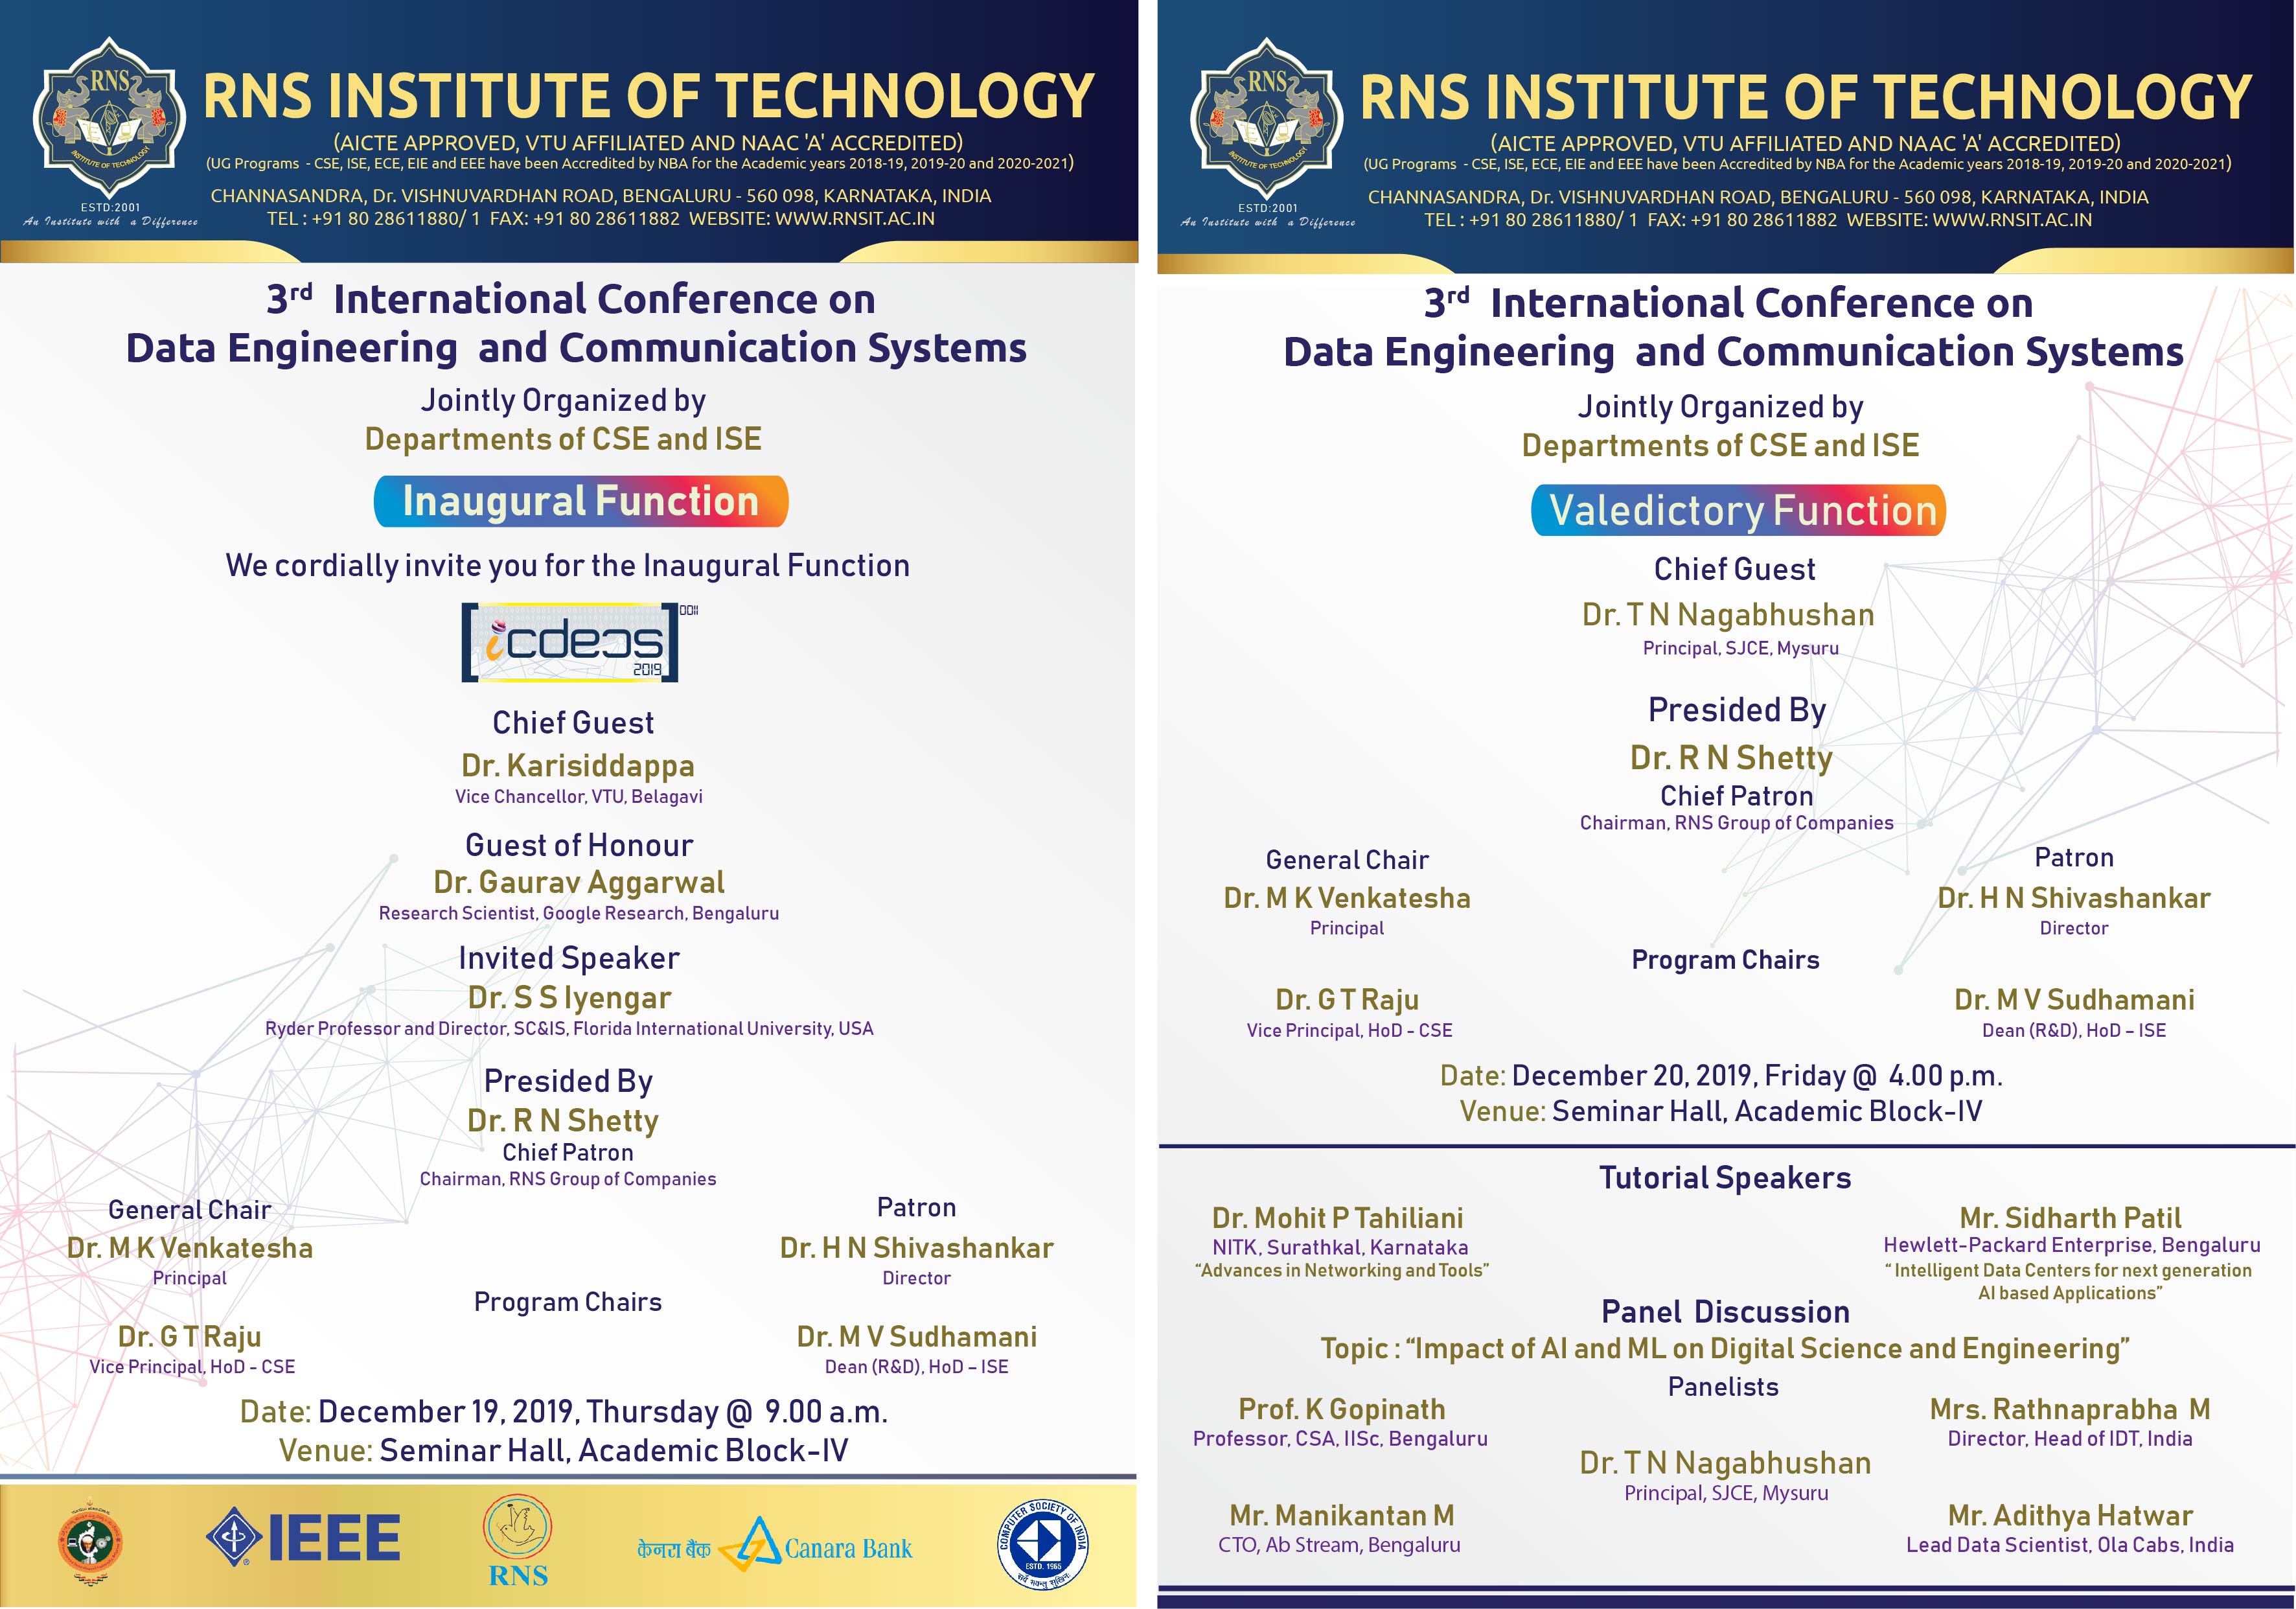 RNS
INSTITUTE OF TECHNOLOGY
ESTD:2001
An Institute with a Difference
RNS INSTITUTE OF TECHNOLOGY
(AICTE APPROVED, VTU AFFILIATED AND NAAC 'A' ACCREDITED)
(UG Programs - CSE, ISE, ECE, EIE and EEE have been Accredited by NBA for the Academic years 2018-19, 2019-20 and 2020-2021)
CHANNASANDRA, Dr. VISHNUVARDHAN ROAD, BENGALURU - 560 098, KARNATAKA, INDIA
TEL : +91 80 28611880/ 1 FAX: +91 80 28611882 WEBSITE: WWW.RNSIT.AC.IN
3rd International Conference on
Data Engineering and Communication Systems
Jointly Organized by
Departments of CSE and ISE
Inaugural Function
We cordially invite you for the Inaugural Function
icdecs
0011
2019
Chief Guest
Dr. Karisiddappa
Vice Chancellor, VTU, Belagavi
Guest of Honour
Dr. Gaurav Aggarwal
Research Scientist, Google Research, Bengaluru
Invited Speaker
Dr. S S Iyengar
Ryder Professor and Director, SC&IS, Florida International University, USA
Presided By
Dr. R N Shetty
Chief Patron
Chairman, RNS Group of Companies
General Chair
Dr. M K Venkatesha
Principal
Patron
Dr. H N Shivashankar
Director
Program Chairs
Dr. G T Raju
Vice Principal, HoD - CSE
Dr. M V Sudhamani
Dean (R&D), HoD – ISE
Date: December 19, 2019, Thursday @ 9.00 a.m.
Venue: Seminar Hall, Academic Block-IV
IEEE
RNS
केनरा बैंक Canara Bank
COMPUTER SOCIETY OF INDIA
ESTD. 1965
RNS
INSTITUTE OF TECHNOLOGY
ESTD:2001
An Institute with a Difference
RNS INSTITUTE OF TECHNOLOGY
(AICTE APPROVED, VTU AFFILIATED AND NAAC 'A' ACCREDITED)
(UG Programs - CSE, ISE, ECE, EIE and EEE have been Accredited by NBA for the Academic years 2018-19, 2019-20 and 2020-2021)
CHANNASANDRA, Dr. VISHNUVARDHAN ROAD, BENGALURU - 560 098, KARNATAKA, INDIA
TEL : +91 80 28611880/ 1 FAX: +91 80 28611882 WEBSITE: WWW.RNSIT.AC.IN
3rd International Conference on
Data Engineering and Communication Systems
Jointly Organized by
Departments of CSE and ISE
Valedictory Function
Chief Guest
Dr. T N Nagabhushan
Principal, SJCE, Mysuru
Presided By
Dr. R N Shetty
Chief Patron
Chairman, RNS Group of Companies
General Chair
Dr. M K Venkatesha
Principal
Patron
Dr. H N Shivashankar
Director
Program Chairs
Dr. G T Raju
Vice Principal, HoD - CSE
Dr. M V Sudhamani
Dean (R&D), HoD – ISE
Date: December 20, 2019, Friday @ 4.00 p.m.
Venue: Seminar Hall, Academic Block-IV
Tutorial Speakers
Dr. Mohit P Tahiliani
NITK, Surathkal, Karnataka
“Advances in Networking and Tools”
Mr. Sidharth Patil
Hewlett-Packard Enterprise, Bengaluru
“ Intelligent Data Centers for next generation
AI based Applications”
Panel Discussion
Topic : “Impact of AI and ML on Digital Science and Engineering”
Panelists
Prof. K Gopinath
Professor, CSA, IISc, Bengaluru
Mrs. Rathnaprabha M
Director, Head of IDT, India
Dr. T N Nagabhushan
Principal, SJCE, Mysuru
Mr. Manikantan M
CTO, Ab Stream, Bengaluru
Mr. Adithya Hatwar
Lead Data Scientist, Ola Cabs, India